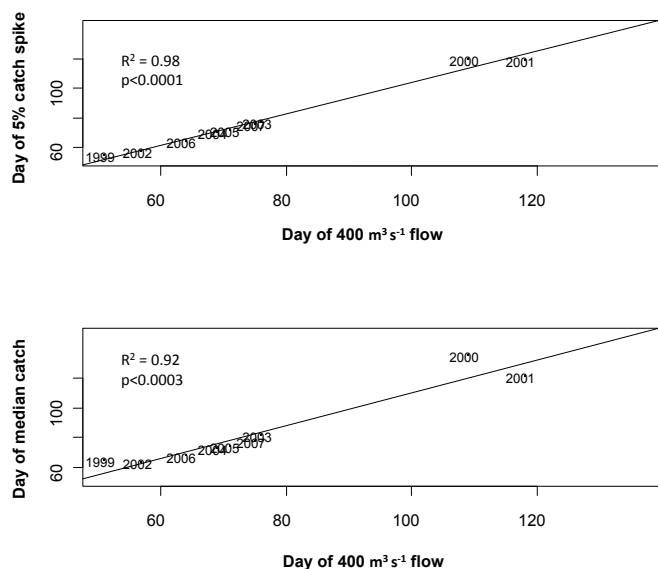 Day of 5% catch spike
R² = 0.98
p<0.0001
100
60
1999
2002
2006
2004
2005
2007
2003
2000
2001
60 80 100 120
Day of 400 m³ s⁻¹ flow
Day of median catch
R² = 0.92
p<0.0003
100
60
1999
2002
2006
2004
2005
2007
2003
2000
2001
60 80 100 120
Day of 400 m³ s⁻¹ flow